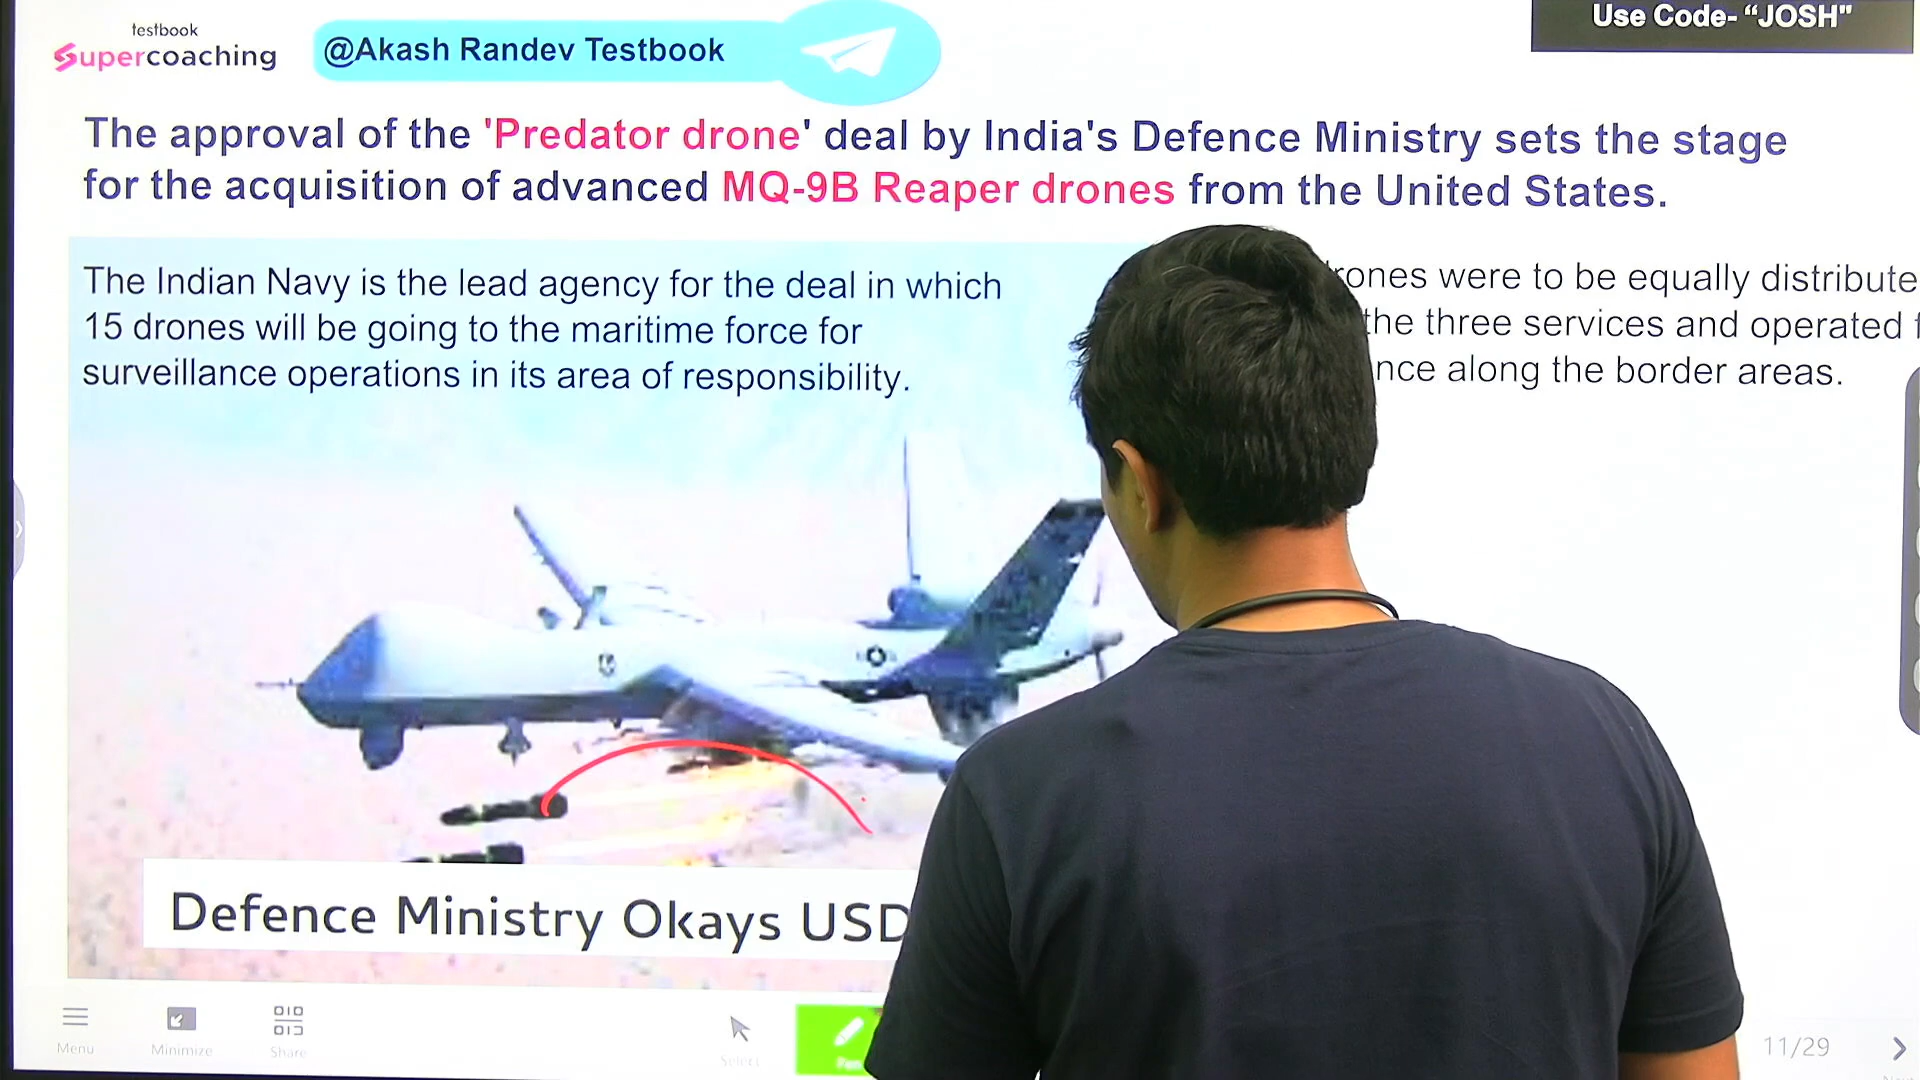 testbook
Supercoaching
@Akash Randev Testbook
Use Code- “JOSH"
The approval of the 'Predator drone' deal by India's Defence Ministry sets the stage
for the acquisition of advanced MQ-9B Reaper drones from the United States.
The Indian Navy is the lead agency for the deal in which
15 drones will be going to the maritime force for
surveillance operations in its area of responsibility.
were to be equally
the three services and operated
along the border areas.
Defence Ministry Okays USD
Menu
Minimize
Share
Select
11/29